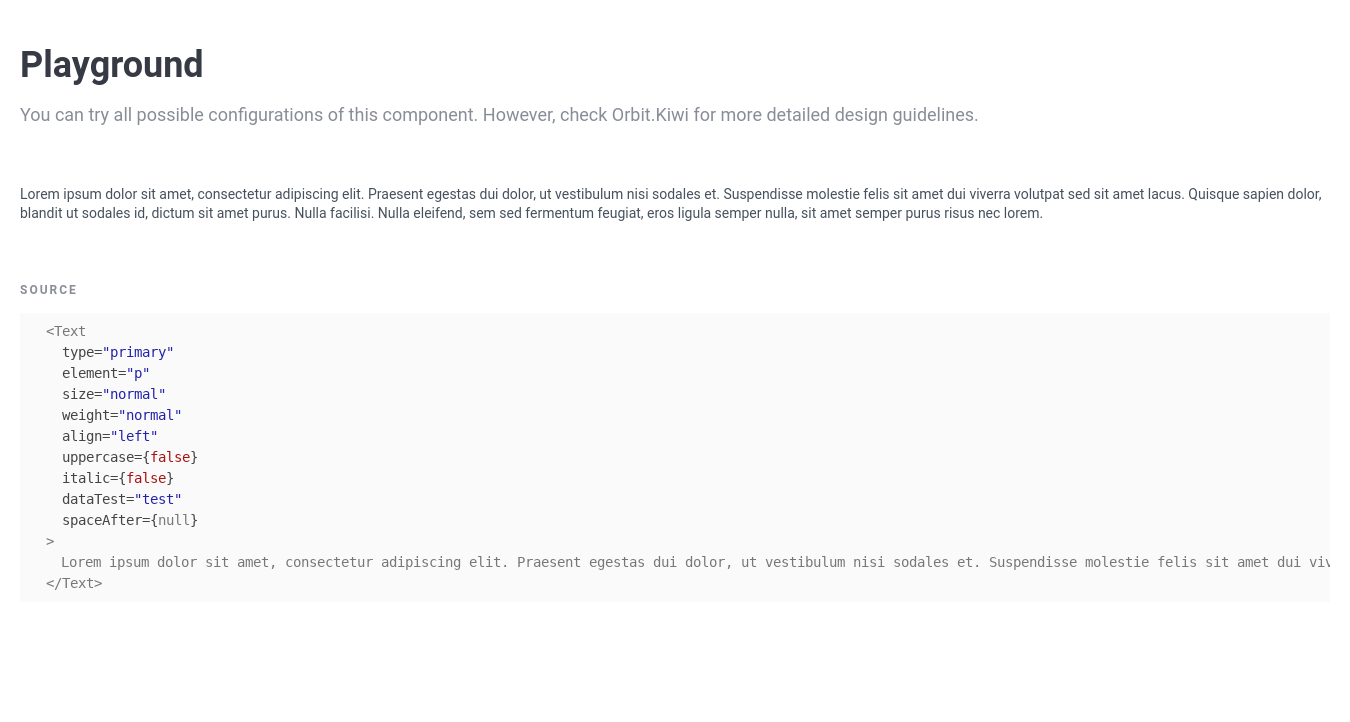 Playground
You can try all possible configurations of this component. However, check Orbit.Kiwi for more detailed design guidelines.
Lorem ipsum dolor sit amet, consectetur adipiscing elit. Praesent egestas dui dolor, ut vestibulum nisi sodales et. Suspendisse molestie felis sit amet dui viverra volutpat sed sit amet lacus. Quisque sapien dolor,
blandit ut sodales id, dictum sit amet purus. Nulla facilisi. Nulla eleifend, sem sed fermentum feugiat, eros ligula semper nulla, sit amet semper purus risus nec lorem.
SOURCE
<Text
type="primary"
element="p"
size="normal"
weight="normal"
align="left"
uppercase={false}
italic={false}
dataTest="test"
spaceAfter={null}
>
Lorem ipsum dolor sit amet, consectetur adipiscing elit. Praesent egestas dui dolor, ut vestibulum nisi sodales et. Suspendisse molestie felis sit amet dui viv
</Text>